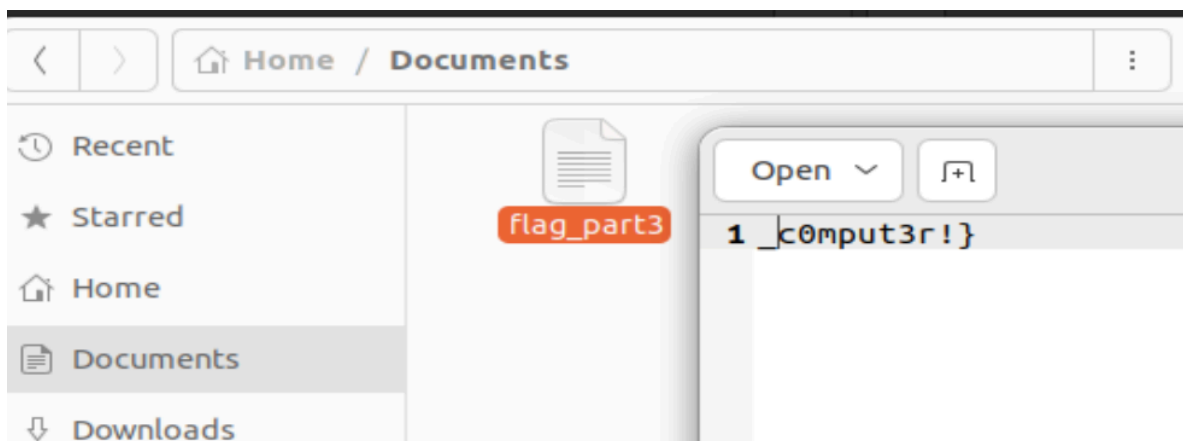 Home / Documents
Recent
Starred
Home
Documents
Downloads
flag_part3
Open
1 _c0mput3r!}